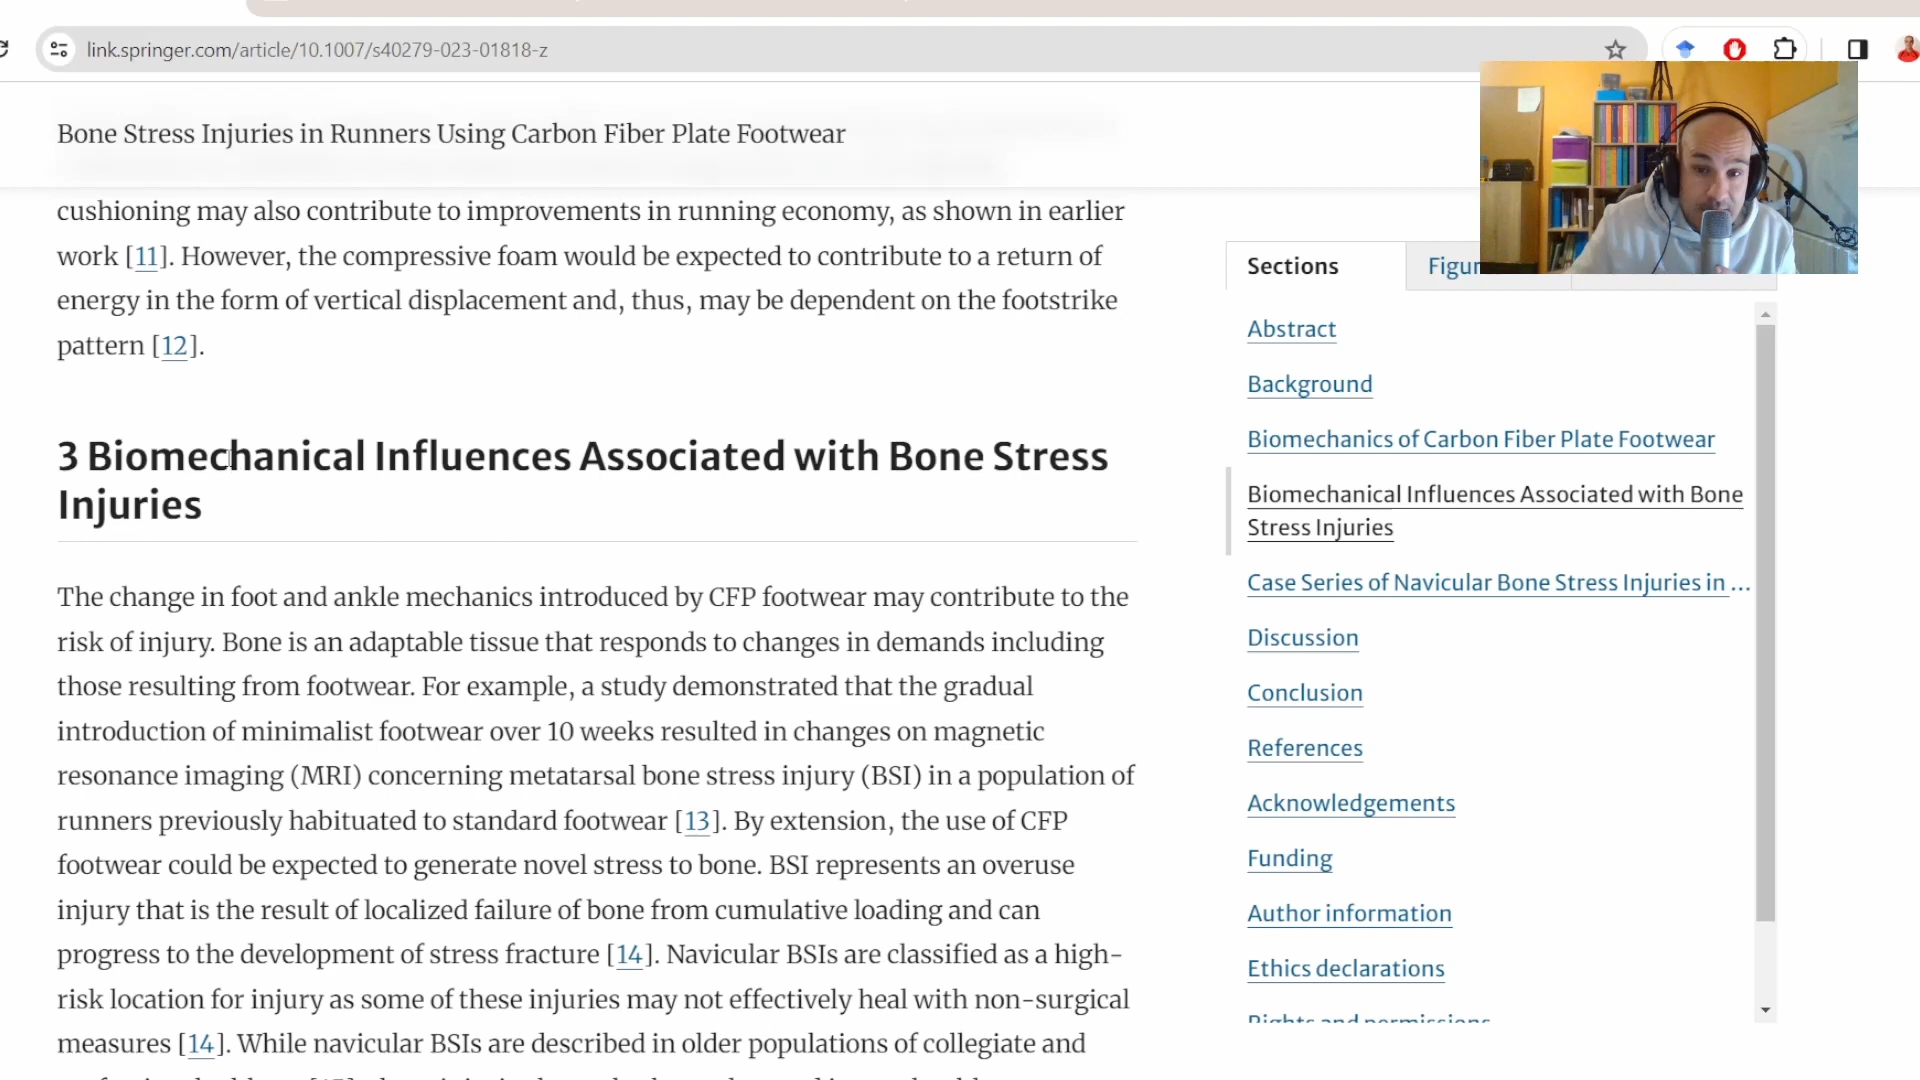 link.springer.com/article/10.1007/s40279-023-01818-z
Bone Stress Injuries in Runners Using Carbon Fiber Plate Footwear
cushioning may also contribute to improvements in running economy, as shown in earlier
work [11]. However, the compressive foam would be expected to contribute to a return of
energy in the form of vertical displacement and, thus, may be dependent on the footstrike
pattern [12].
3 Biomechanical Influences Associated with Bone Stress
Injuries
The change in foot and ankle mechanics introduced by CFP footwear may contribute to the
risk of injury. Bone is an adaptable tissue that responds to changes in demands including
those resulting from footwear. For example, a study demonstrated that the gradual
introduction of minimalist footwear over 10 weeks resulted in changes on magnetic
resonance imaging (MRI) concerning metatarsal bone stress injury (BSI) in a population of
runners previously habituated to standard footwear [13]. By extension, the use of CFP
footwear could be expected to generate novel stress to bone. BSI represents an overuse
injury that is the result of localized failure of bone from cumulative loading and can
progress to the development of stress fracture [14]. Navicular BSIs are classified as a high-
risk location for injury as some of these injuries may not effectively heal with non-surgical
measures [14]. While navicular BSIs are described in older populations of collegiate and
Sections
Figur
Abstract
Background
Biomechanics of Carbon Fiber Plate Footwear
Biomechanical Influences Associated with Bone
Stress Injuries
Case Series of Navicular Bone Stress Injuries in ...
Discussion
Conclusion
References
Acknowledgements
Funding
Author information
Ethics declarations
Rights and permissions